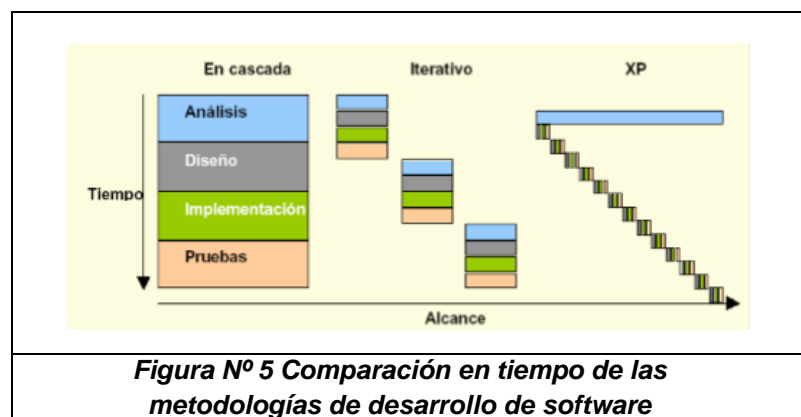 En cascada Iterativo XP
Análisis
Diseño
Tiempo
Implementación
Pruebas
Alcance
Figura Nº 5 Comparación en tiempo de las
metodologías de desarrollo de software